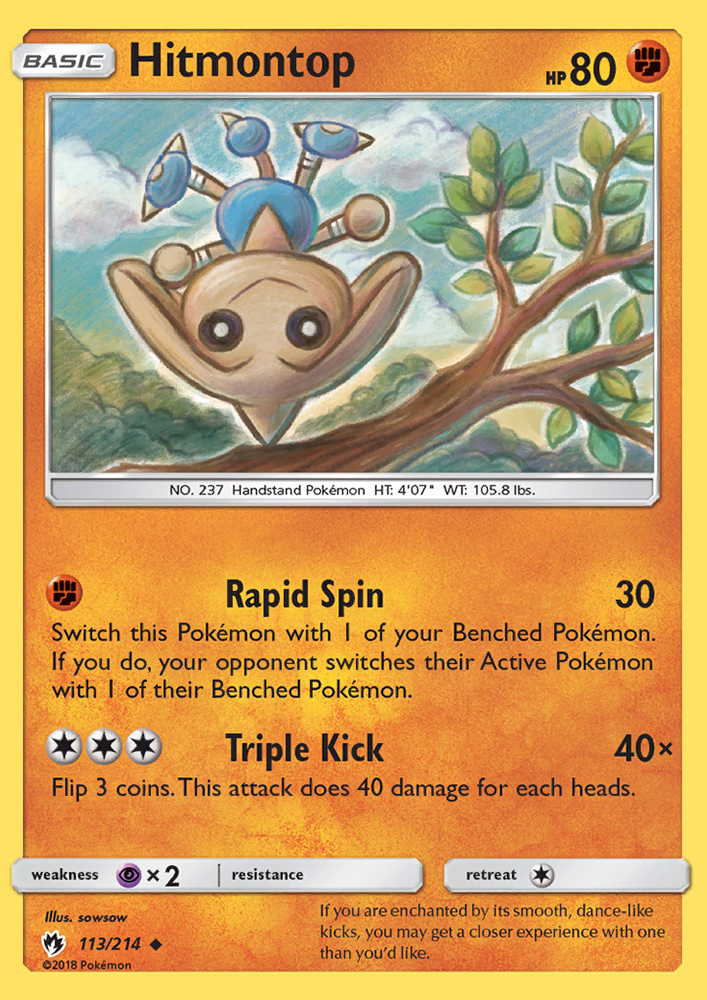 BASIC Hitmontop HP 80
NO. 237 Handstand Pokémon HT: 4'07" WT: 105.8 lbs.
Rapid Spin 30
Switch this Pokémon with 1 of your Benched Pokémon.
If you do, your opponent switches their Active Pokémon
with 1 of their Benched Pokémon.
Triple Kick 40×
Flip 3 coins. This attack does 40 damage for each heads.
weakness × 2 resistance retreat
Illus. sowsow
113/214
©2018 Pokémon
If you are enchanted by its smooth, dance-like
kicks, you may get a closer experience with one
than you'd like.